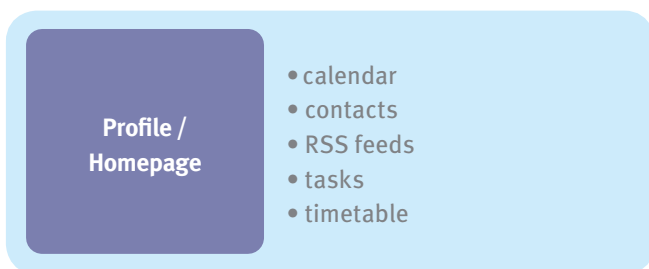 Profile /
Homepage
• calendar
• contacts
• RSS feeds
• tasks
• timetable